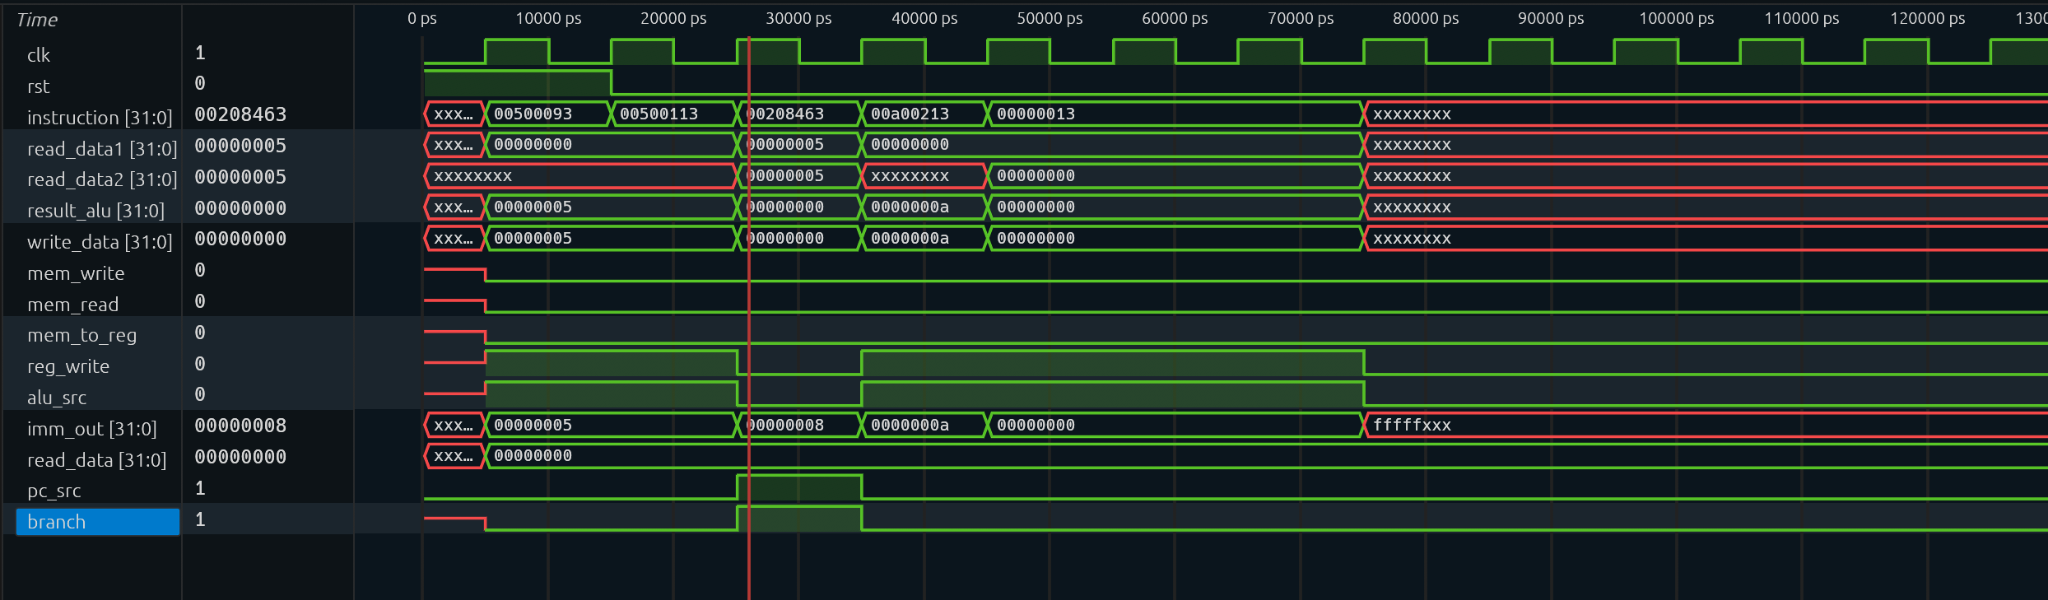 Time 0 ps 10000 ps 20000 ps 30000 ps 40000 ps 50000 ps 60000 ps 70000 ps 80000 ps 90000 ps 100000 ps 110000 ps 120000 ps 1300
clk 1
rst 0
instruction [31:0] 00208463 xxx… 00500093 00500113 00208463 00a00213 00000013 xxxxxxxx
read_data1 [31:0] 00000005 xxx… 00000000 00000005 00000000 xxxxxxxx
read_data2 [31:0] 00000005 xxxxxxxx 00000005 xxxxxxxx 00000000 xxxxxxxx
result_alu [31:0] 00000000 xxx… 00000005 00000000 0000000a 00000000 xxxxxxxx
write_data [31:0] 00000000 xxx… 00000005 00000000 0000000a 00000000 xxxxxxxx
mem_write 0
mem_read 0
mem_to_reg 0
reg_write 0
alu_src 0
imm_out [31:0] 00000008 xxx… 00000005 00000008 0000000a 00000000 fffffxxx
read_data [31:0] 00000000 xxx… 00000000
pc_src 1
branch 1